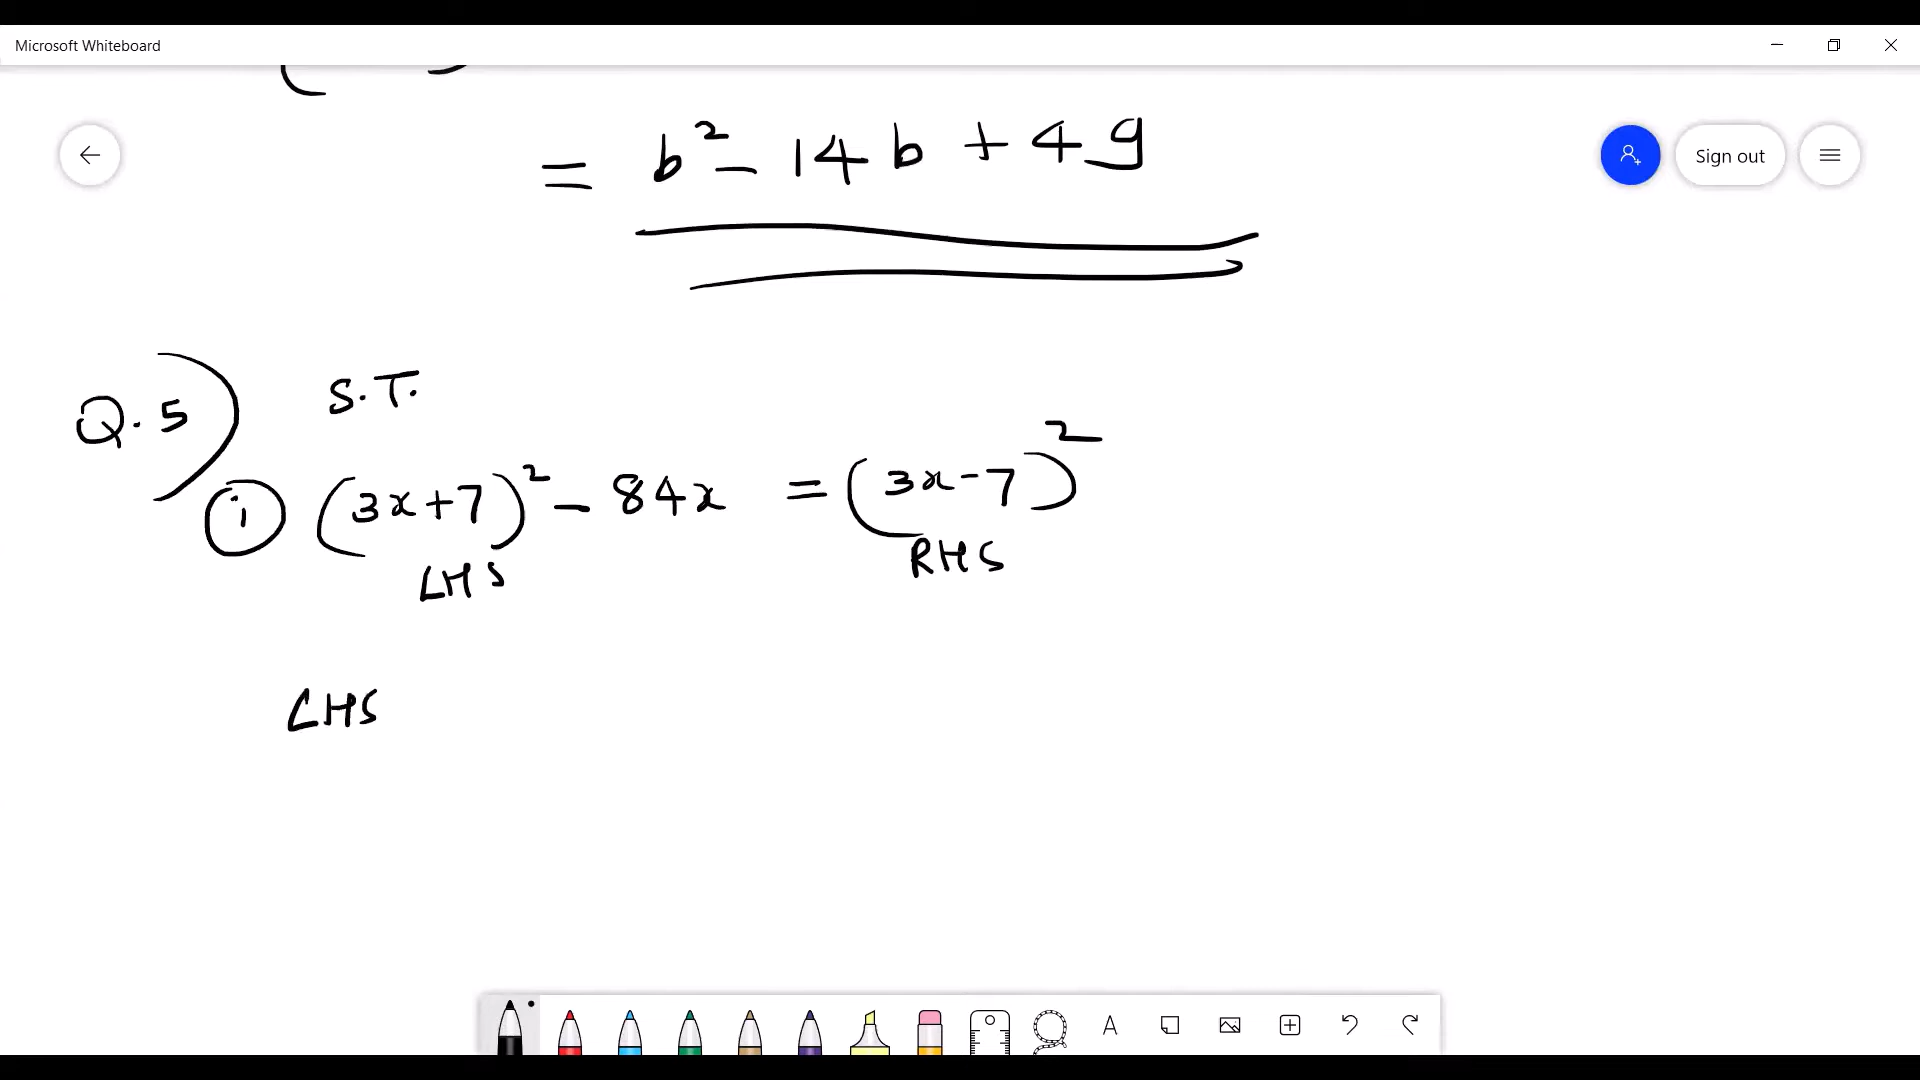 Microsoft Whiteboard
= b² - 14b + 49
Sign out
Q.5) S.T.
i (3x+7)² - 84x = (3x-7)²
LHS RHS
LHS